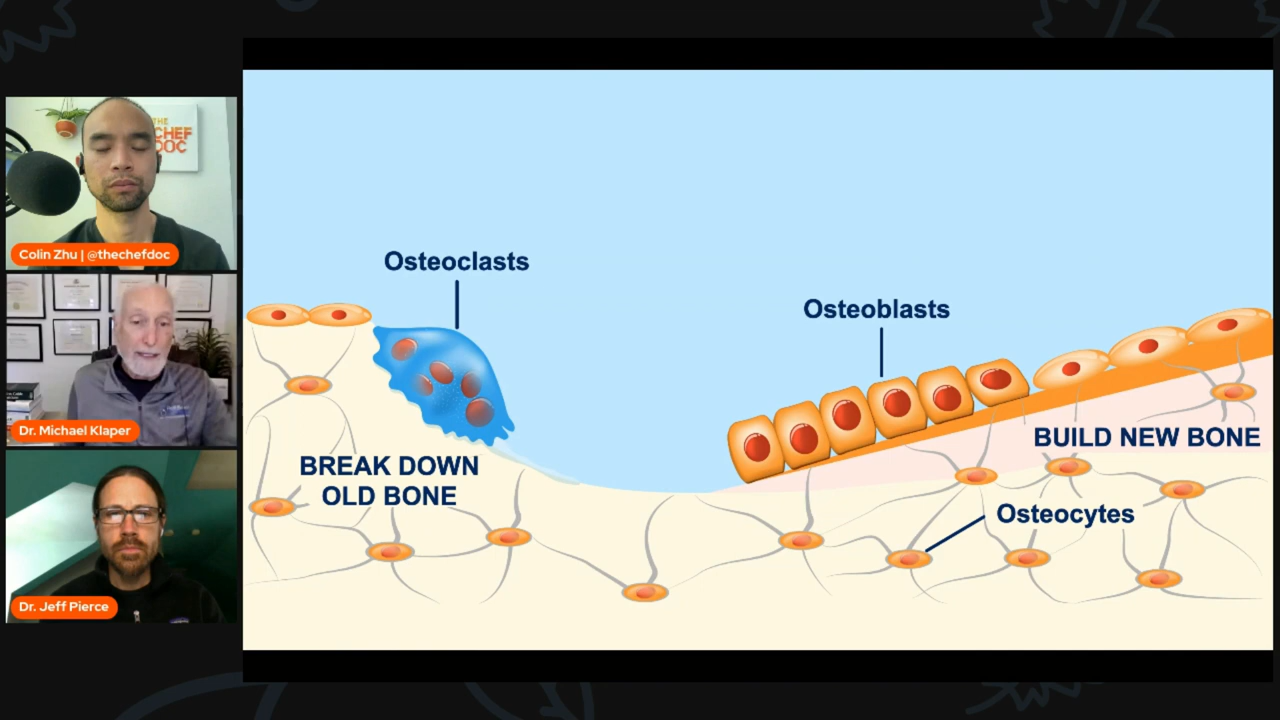 THE
CHEF
DOC
Colin Zhu | @thechefdoc
Dr. Michael Klaper
Dr. Jeff Pierce
Osteoclasts
Osteoblasts
BREAK DOWN
OLD BONE
BUILD NEW BONE
Osteocytes